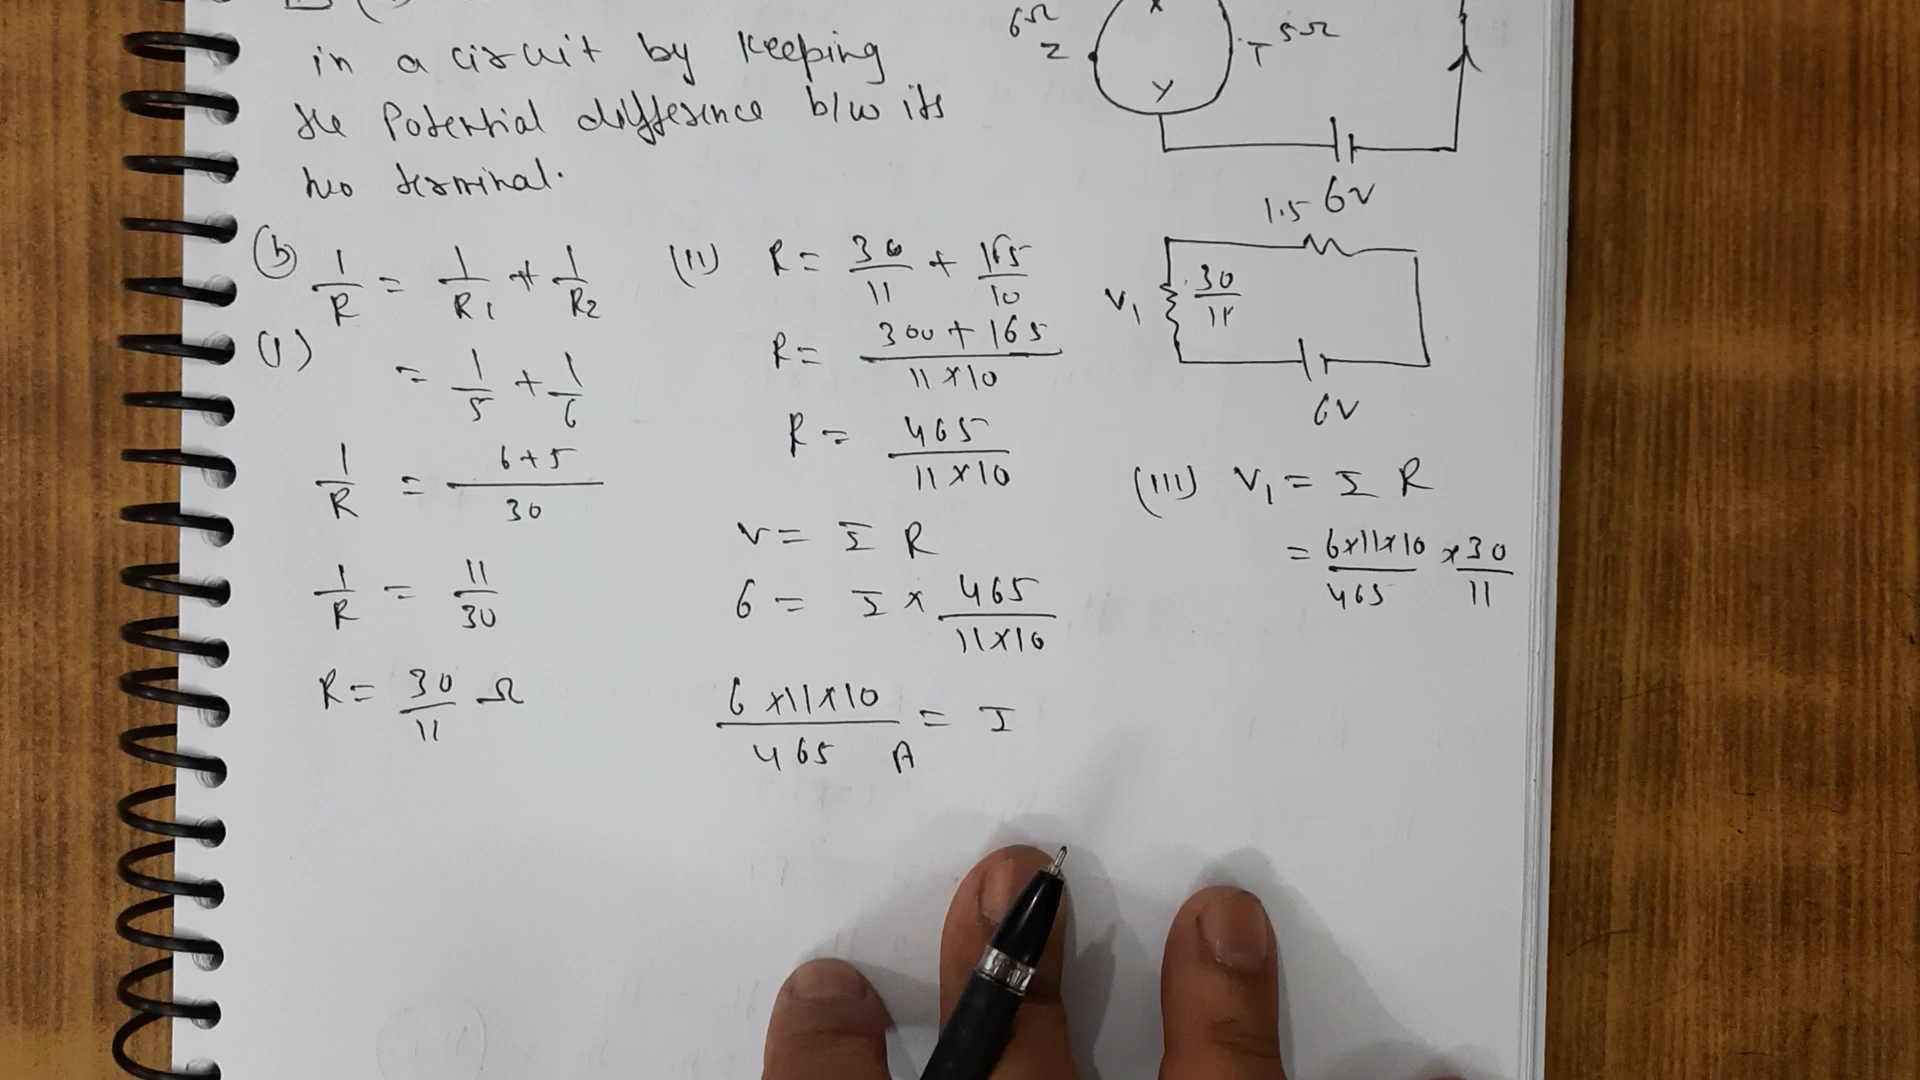 in a circuit by Keeping
the Potential difference b/w its
two terminal.
6Ω
Z
X
Y
T 5Ω
6V
(b) 1/R = 1/R1 + 1/R2
(1)
= 1/5 + 1/6
1/R = 6+5/30
1/R = 11/30
R = 30/11 Ω
(11) R = 30/11 + 165/10
R = 300 + 165/11 × 10
R = 465/11 × 10
V = I R
6 = I × 465/11×10
6 ×11×10/465 A = I
1.5
V1 30/11
6V
(111) V1 = I R
= 6×11×10/465 × 30/11